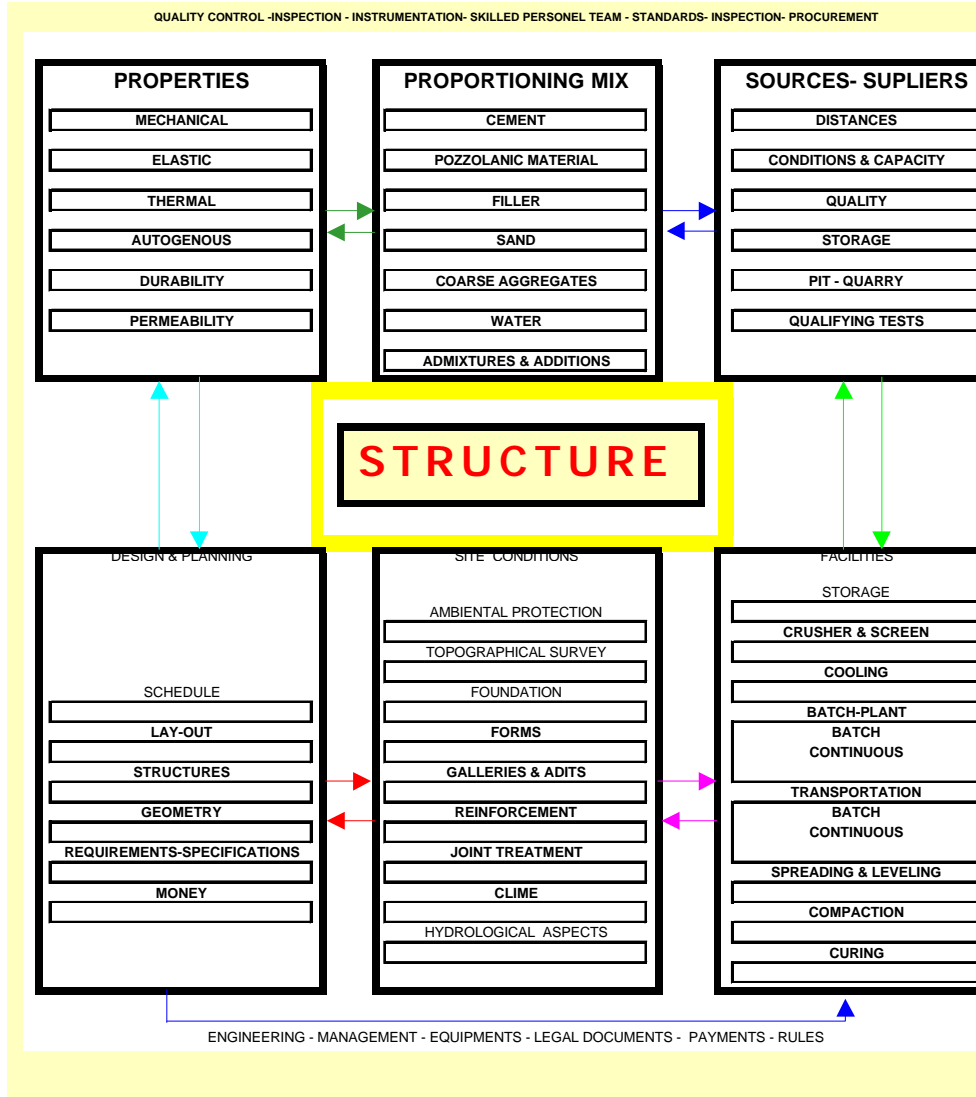 QUALITY CONTROL -INSPECTION - INSTRUMENTATION- SKILLED PERSONEL TEAM - STANDARDS- INSPECTION- PROCUREMENT
PROPERTIES
MECHANICAL
ELASTIC
THERMAL
AUTOGENOUS
DURABILITY
PERMEABILITY
PROPORTIONING MIX
CEMENT
POZZOLANIC MATERIAL
FILLER
SAND
COARSE AGGREGATES
WATER
ADMIXTURES & ADDITIONS
SOURCES- SUPLIERS
DISTANCES
CONDITIONS & CAPACITY
QUALITY
STORAGE
PIT - QUARRY
QUALIFYING TESTS
STRUCTURE
DESIGN & PLANNING
SCHEDULE
LAY-OUT
STRUCTURES
GEOMETRY
REQUIREMENTS-SPECIFICATIONS
MONEY
SITE CONDITIONS
AMBIENTAL PROTECTION
TOPOGRAPHICAL SURVEY
FOUNDATION
FORMS
GALLERIES & ADITS
REINFORCEMENT
JOINT TREATMENT
CLIME
HYDROLOGICAL ASPECTS
FACILITIES
STORAGE
CRUSHER & SCREEN
COOLING
BATCH-PLANT
BATCH
CONTINUOUS
TRANSPORTATION
BATCH
CONTINUOUS
SPREADING & LEVELING
COMPACTION
CURING
ENGINEERING - MANAGEMENT - EQUIPMENTS - LEGAL DOCUMENTS - PAYMENTS - RULES